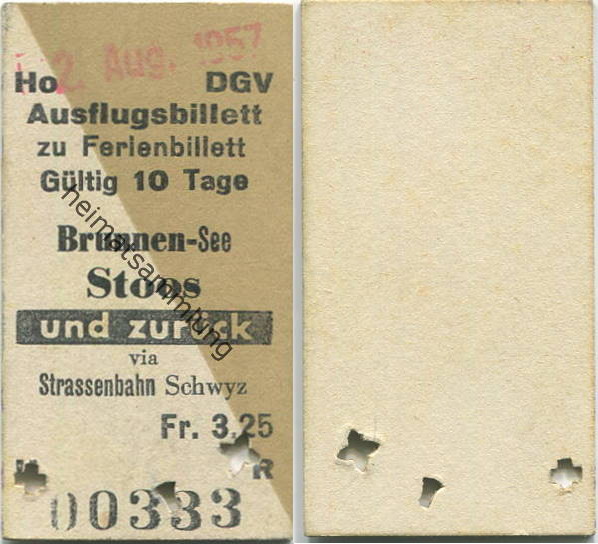 2. Aug. 1957
Ho DGV
Ausflugsbillett
zu Ferienbillett
Gültig 10 Tage
Brunnen-See
Stoos
und zurück
via
Strassenbahn Schwyz
Fr. 3.25
R
00333
heimatsammlung